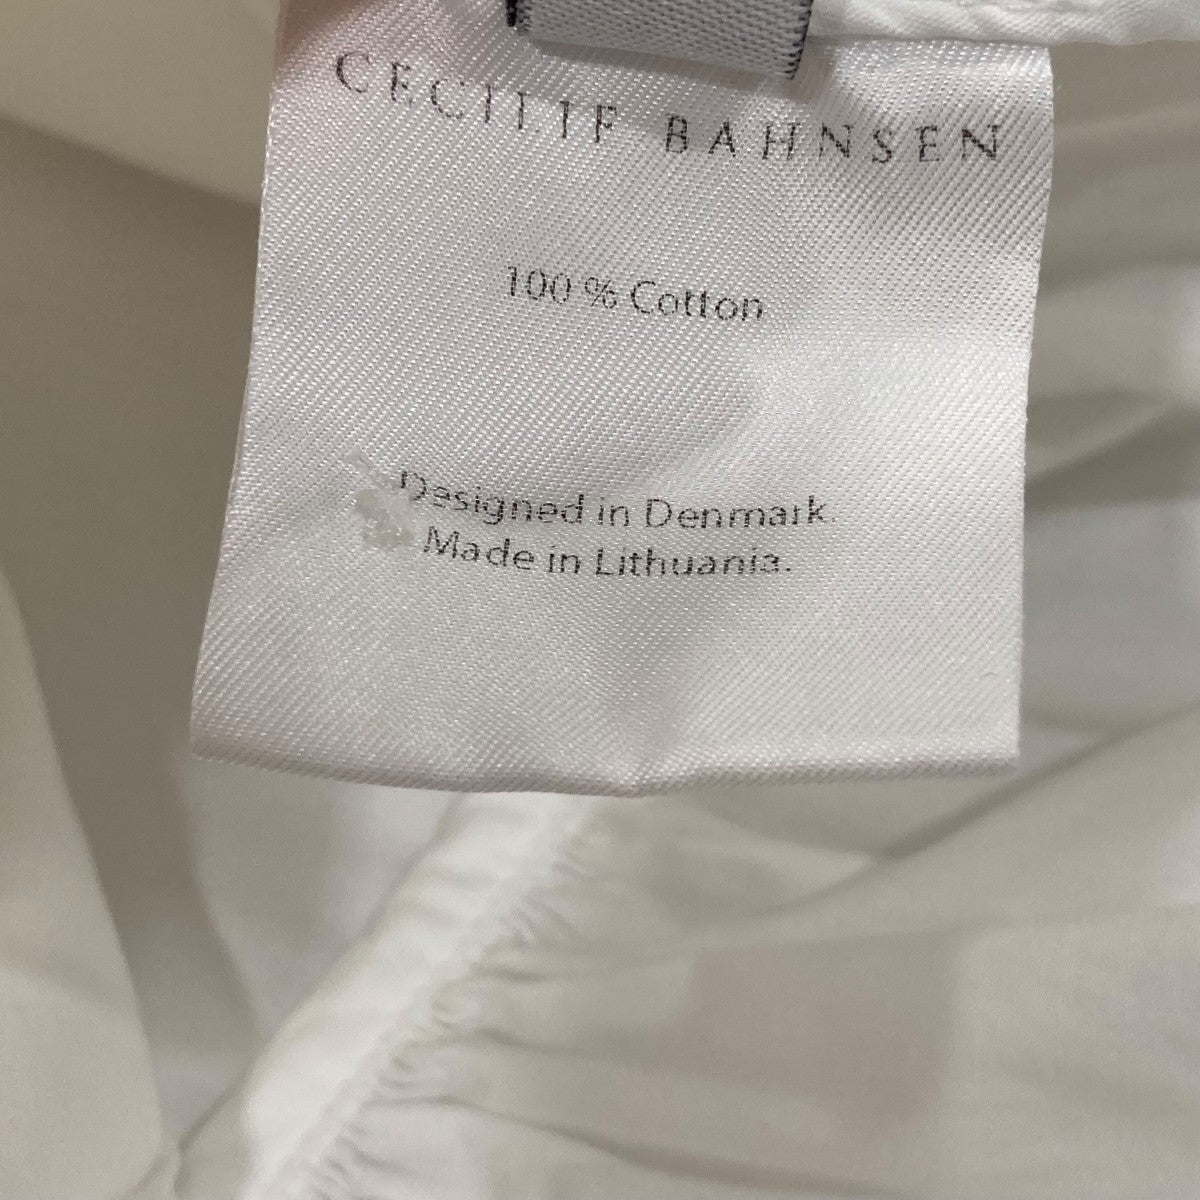 CECILIE BAHNSEN
100 % Cotton
Designed in Denmark.
Made in Lithuania.